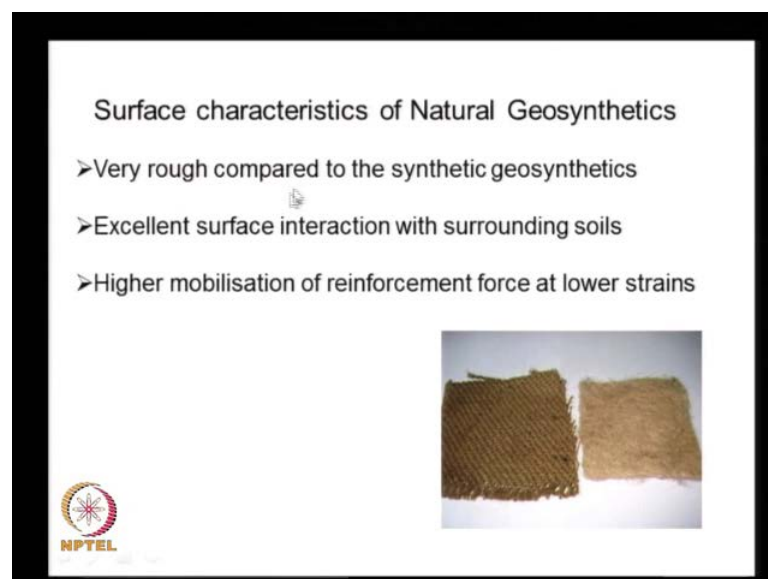 Surface characteristics of Natural Geosynthetics
➢Very rough compared to the synthetic geosynthetics
➢Excellent surface interaction with surrounding soils
➢Higher mobilisation of reinforcement force at lower strains
NPTEL